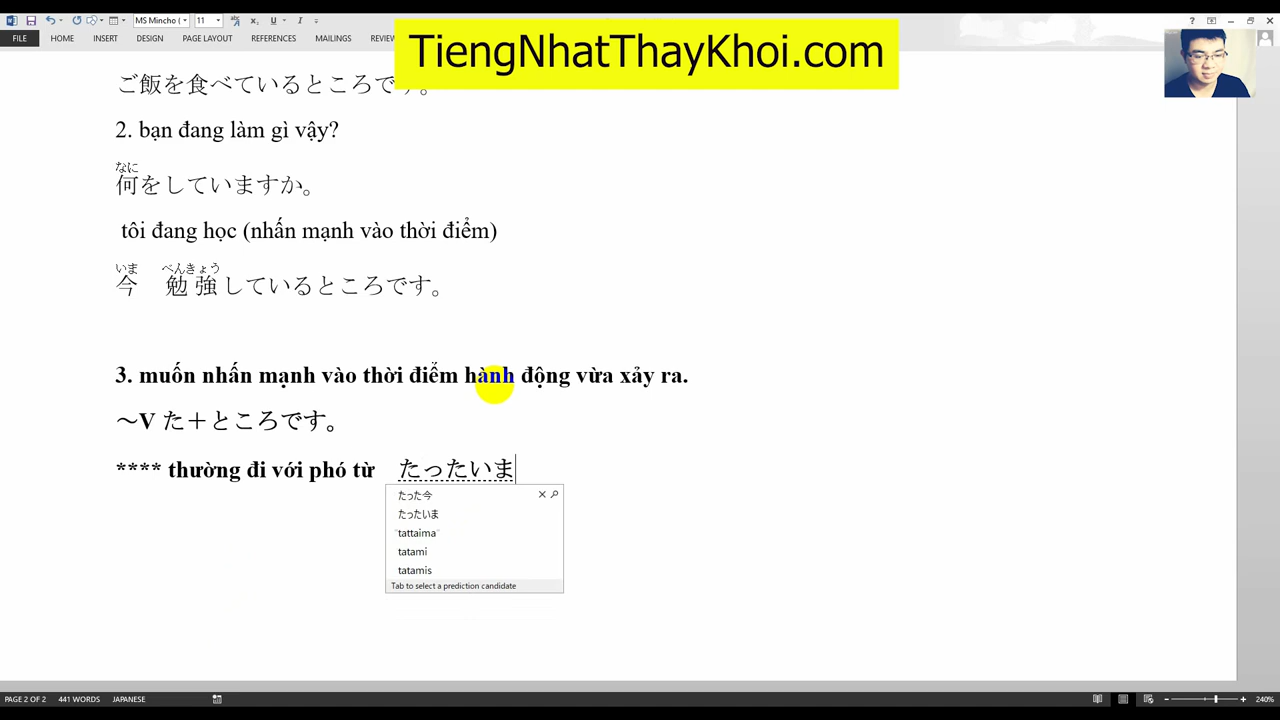 MS Mincho (
11
FILE
HOME
INSERT
DESIGN
PAGE LAYOUT
REFERENCES
MAILINGS
TiengNhatThayKhoi.com
ご飯を食べているところです。
2. bạn đang làm gì vậy?
なに
何をしていますか。
tôi đang học (nhấn mạnh vào thời điểm)
いま べんきょう
今 勉強しているところです。
3. muốn nhấn mạnh vào thời điểm hành động vừa xảy ra.
～V た＋ところです。
**** thường đi với phó từ たったいま
たった今
たったいま
"tattaima"
tatami
tatamis
Tab to select a prediction candidate
PAGE 2 OF 2
441 WORDS
JAPANESE
240%